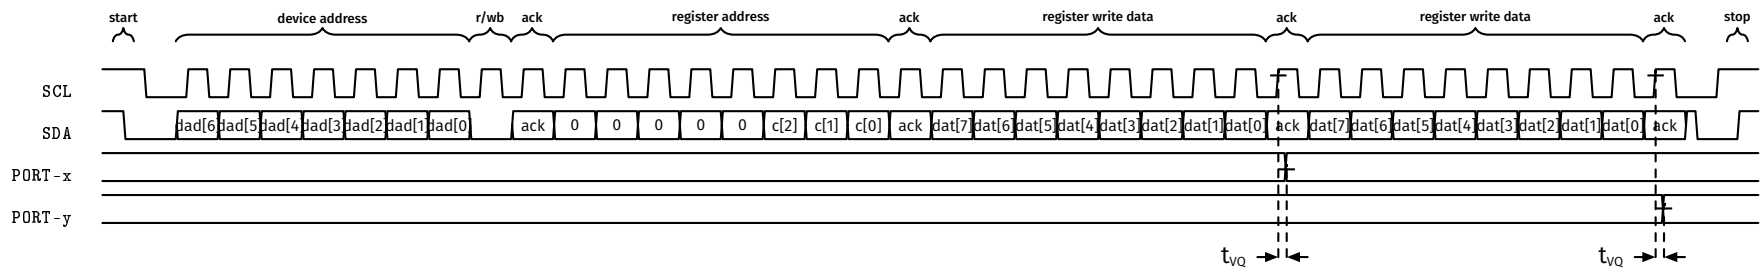 start device address r/wb ack register address ack register write data ack register write data ack stop
SCL
SDA dad[6] dad[5] dad[4] dad[3] dad[2] dad[1] dad[0] ack 0 0 0 0 0 c[2] c[1] c[0] ack dat[7] dat[6] dat[5] dat[4] dat[3] dat[2] dat[1] dat[0] ack dat[7] dat[6] dat[5] dat[4] dat[3] dat[2] dat[1] dat[0] ack
PORT-x
PORT-y
tVQ tVQ